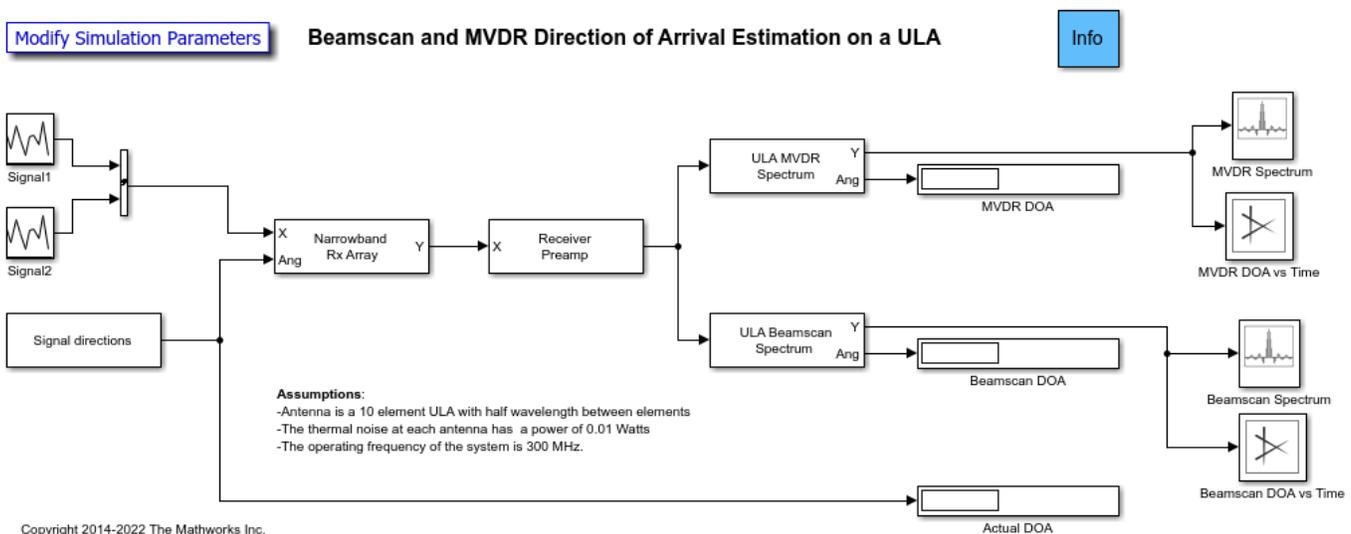 Modify Simulation Parameters
Beamscan and MVDR Direction of Arrival Estimation on a ULA
Info
Signal1
Signal2
Signal directions
X
Ang
Narrowband
Rx Array
Y
X
Receiver
Preamp
ULA MVDR
Spectrum
Y
Ang
MVDR DOA
MVDR Spectrum
MVDR DOA vs Time
ULA Beamscan
Spectrum
Y
Ang
Beamscan DOA
Beamscan Spectrum
Beamscan DOA vs Time
Assumptions:
-Antenna is a 10 element ULA with half wavelength between elements
-The thermal noise at each antenna has  a power of 0.01 Watts
-The operating frequency of the system is 300 MHz.
Actual DOA
Copyright 2014-2022 The Mathworks Inc.